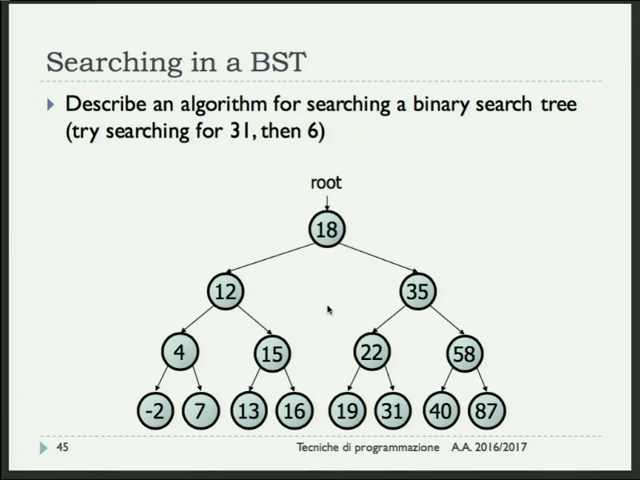 Searching in a BST
Describe an algorithm for searching a binary search tree
(try searching for 31, then 6)
root
18
12 35
4 15 22 58
-2 7 13 16 19 31 40 87
45 Tecniche di programmazione A.A. 2016/2017